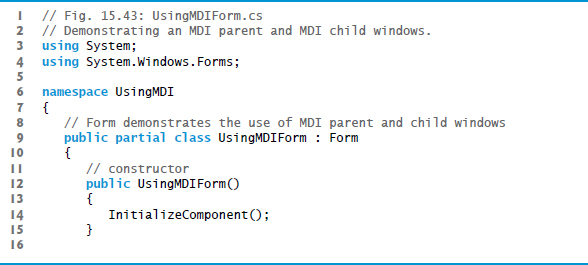 1 // Fig. 15.43: UsingMDIForm.cs
2 // Demonstrating an MDI parent and MDI child windows.
3 using System;
4 using System.Windows.Forms;
5
6 namespace UsingMDI
7 {
8 // Form demonstrates the use of MDI parent and child windows
9 public partial class UsingMDIForm : Form
10 {
11 // constructor
12 public UsingMDIForm()
13 {
14 InitializeComponent();
15 }
16